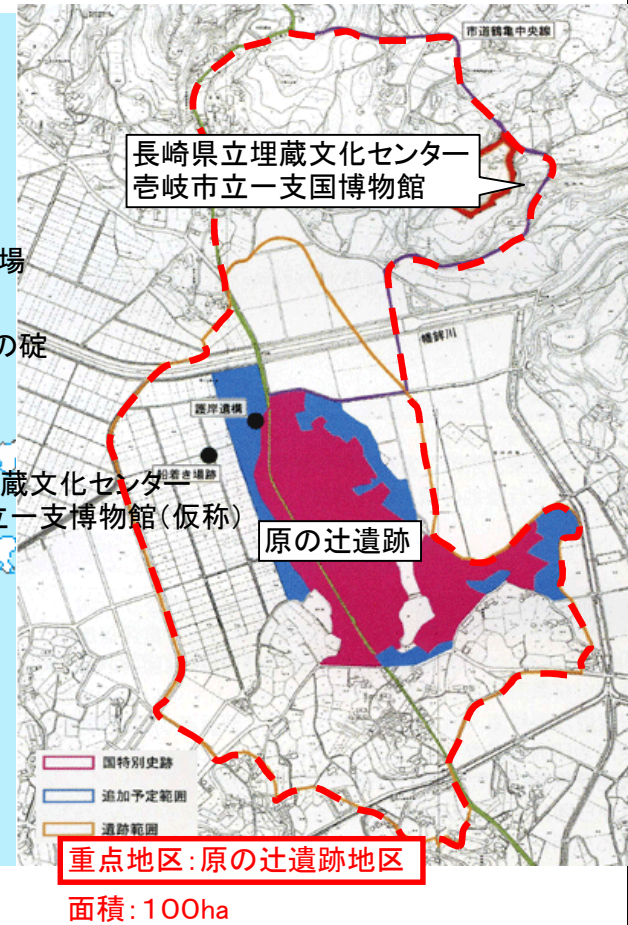 市道鶴亀中央線
長崎県立埋蔵文化センター
壱岐市立一支国博物館
場
の碇
幡鉾川
護岸遺構
船着き場跡
蔵文化センター
立一支博物館(仮称)
原の辻遺跡
国特別史跡
追加予定範囲
遺跡範囲
重点地区:原の辻遺跡地区
面積:100ha